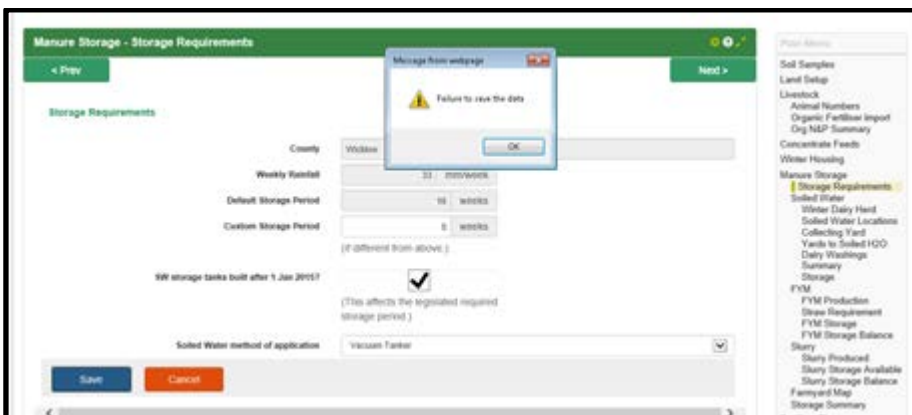 Manure Storage - Storage Requirements
< Prev
Next >
Message from webpage
Failure to save the data
OK
Storage Requirements
County
Wicklow
Weekly Rainfall
33 mm/week
Default Storage Period
16 weeks
Custom Storage Period
weeks
(If different from above.)
SW storage tanks built after 1 Jan 2015?
(This affects the legislated required
storage period.)
Soiled Water method of application
Vacuum Tanker
Save
Cancel
Soil Samples
Land Setup
Livestock
Animal Numbers
Organic Fertiliser Import
Org N&P Summary
Concentrate Feeds
Winter Housing
Manure Storage
Storage Requirements
Soiled Water
Winter Dairy Herd
Soiled Water Locations
Collecting Yard
Yards to Soiled H2O
Dairy Washings
Summary
Storage
FYM
FYM Production
Straw Requirement
FYM Storage
FYM Storage Balance
Slurry
Slurry Produced
Slurry Storage Available
Slurry Storage Balance
Farmyard Map
Storage Summary